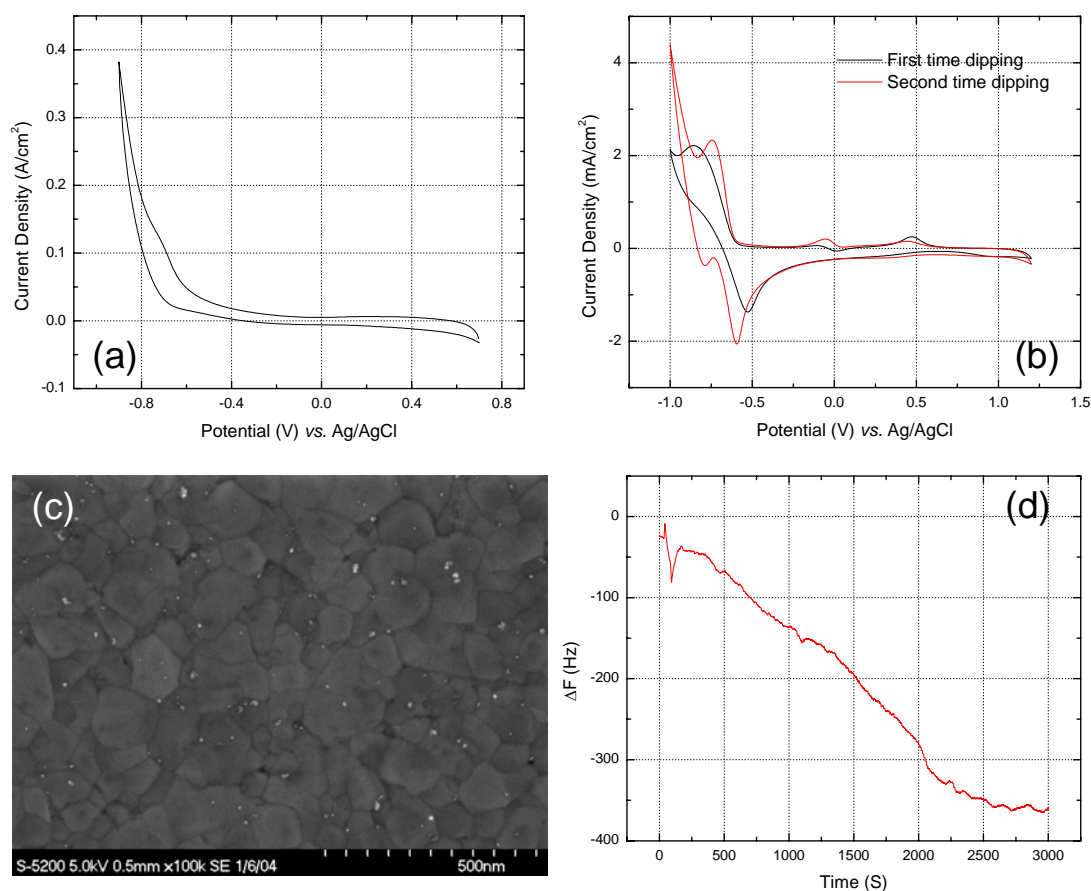 0.4
0.3
0.2
0.1
0.0
-0.1
-0.8 -0.4 0.0 0.4 0.8
Current Density (A/cm²)
Potential (V) vs. Ag/AgCl
(a)
4
2
0
-2
-1.0 -0.5 0.0 0.5 1.0 1.5
Current Density (mA/cm²)
Potential (V) vs. Ag/AgCl
First time dipping
Second time dipping
(b)
(c)
S-5200 5.0kV 0.5mm x100k SE 1/6/04 500nm
0
-100
-200
-300
-400
0 500 1000 1500 2000 2500 3000
ΔF (Hz)
Time (S)
(d)